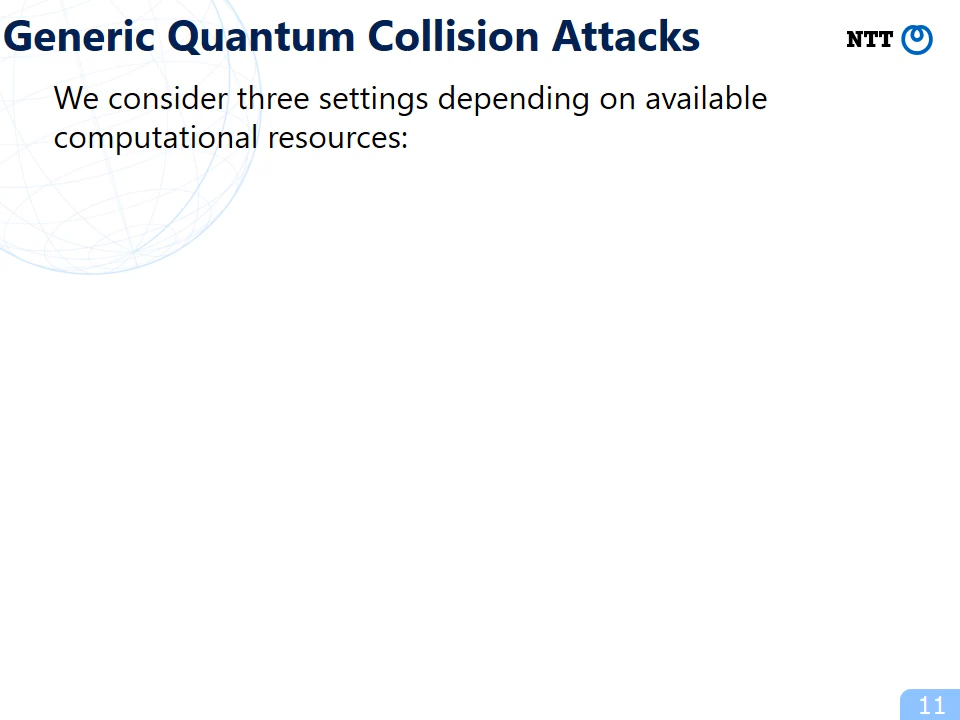 Generic Quantum Collision Attacks
NTT
We consider three settings depending on available
computational resources:
11